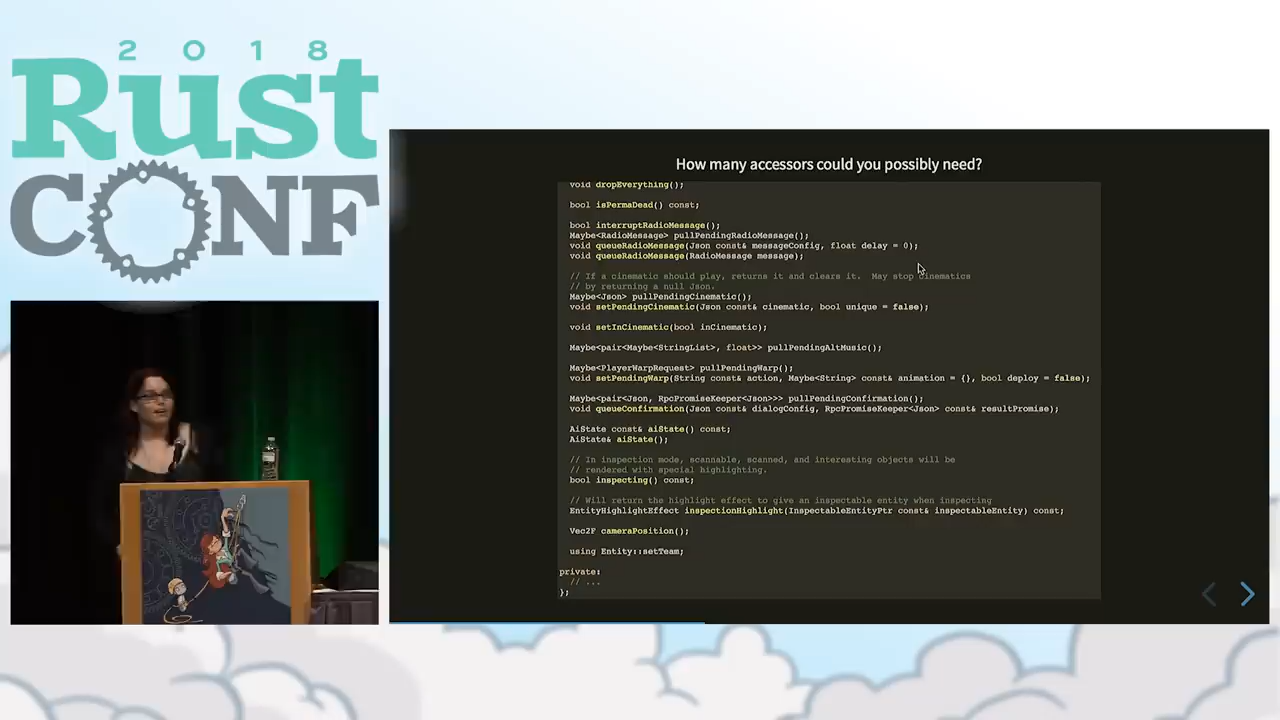 2018
Rust
CONF
How many accessors could you possibly need?
void dropEverything();
bool isPermaDead() const;
bool interruptRadioMessage();
Maybe<RadioMessage> pullPendingRadioMessage();
void queueRadioMessage(Json const& messageConfig, float delay = 0);
void queueRadioMessage(RadioMessage message);
// If a cinematic should play, returns it and clears it.  May stop cinematics
// by returning a null Json.
Maybe<Json> pullPendingCinematic();
void setPendingCinematic(Json const& cinematic, bool unique = false);
void setInCinematic(bool inCinematic);
Maybe<pair<Maybe<StringList>, float>> pullPendingAltMusic();
Maybe<PlayerWarpRequest> pullPendingWarp();
void setPendingWarp(String const& action, Maybe<String> const& animation = {}, bool deploy = false);
Maybe<pair<Json, RpcPromiseKeeper<Json>>> pullPendingConfirmation();
void queueConfirmation(Json const& dialogConfig, RpcPromiseKeeper<Json> const& resultPromise);
AiState const& aiState() const;
AiState& aiState();
// In inspection mode, scannable, scanned, and interesting objects will be
// rendered with special highlighting.
bool inspecting() const;
// Will return the highlight effect to give an inspectable entity when inspecting
EntityHighlightEffect inspectionHighlight(InspectableEntityPtr const& inspectableEntity) const;
Vec2F cameraPosition();
using Entity::setTeam;
private:
// ...
};